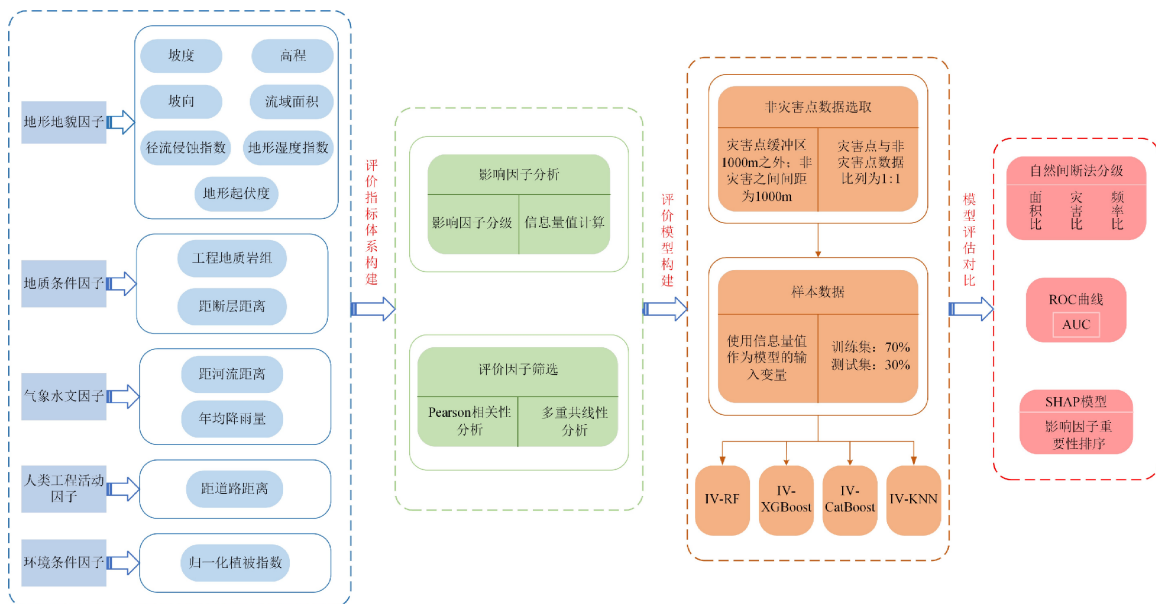 地形地貌因子
坡度
高程
坡向
流域面积
径流侵蚀指数
地形湿度指数
地形起伏度
地质条件因子
工程地质岩组
距断层距离
气象水文因子
距河流距离
年均降雨量
人类工程活动
因子
距道路距离
环境条件因子
归一化植被指数
评价指标体系构建
影响因子分析
影响因子分级
信息量值计算
评价因子筛选
Pearson相关性
分析
多重共线性
分析
评价模型构建
非灾害点数据选取
灾害点缓冲区
1000m之外；非
灾害之间间距
为1000m
灾害点与非
灾害点数据
比列为1:1
样本数据
使用信息量值
作为模型的输
入变量
训练集：70%
测试集：30%
IV-RF
IV-
XGBoost
IV-
CatBoost
IV-KNN
模型评估对比
自然间断法分级
面积比
灾害比
频率比
ROC曲线
AUC
SHAP模型
影响因子重
要性排序